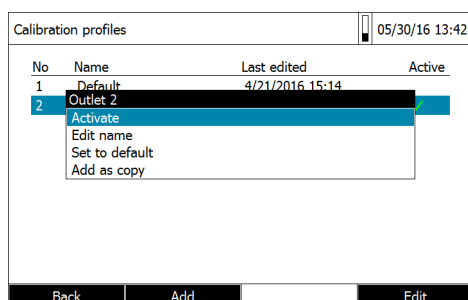 Calibration profiles 05/30/16 13:42
No Name Last edited Active
1 Default 4/21/2016 15:14
2 Outlet 2
Activate
Edit name
Set to default
Add as copy
Back Add Edit